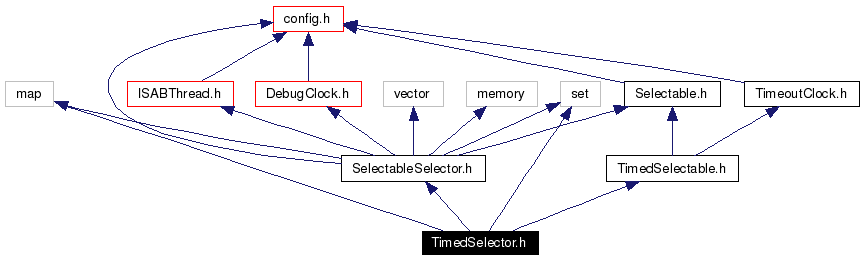 config.h
map
ISABThread.h
DebugClock.h
vector
memory
set
Selectable.h
TimeoutClock.h
SelectableSelector.h
TimedSelectable.h
TimedSelector.h